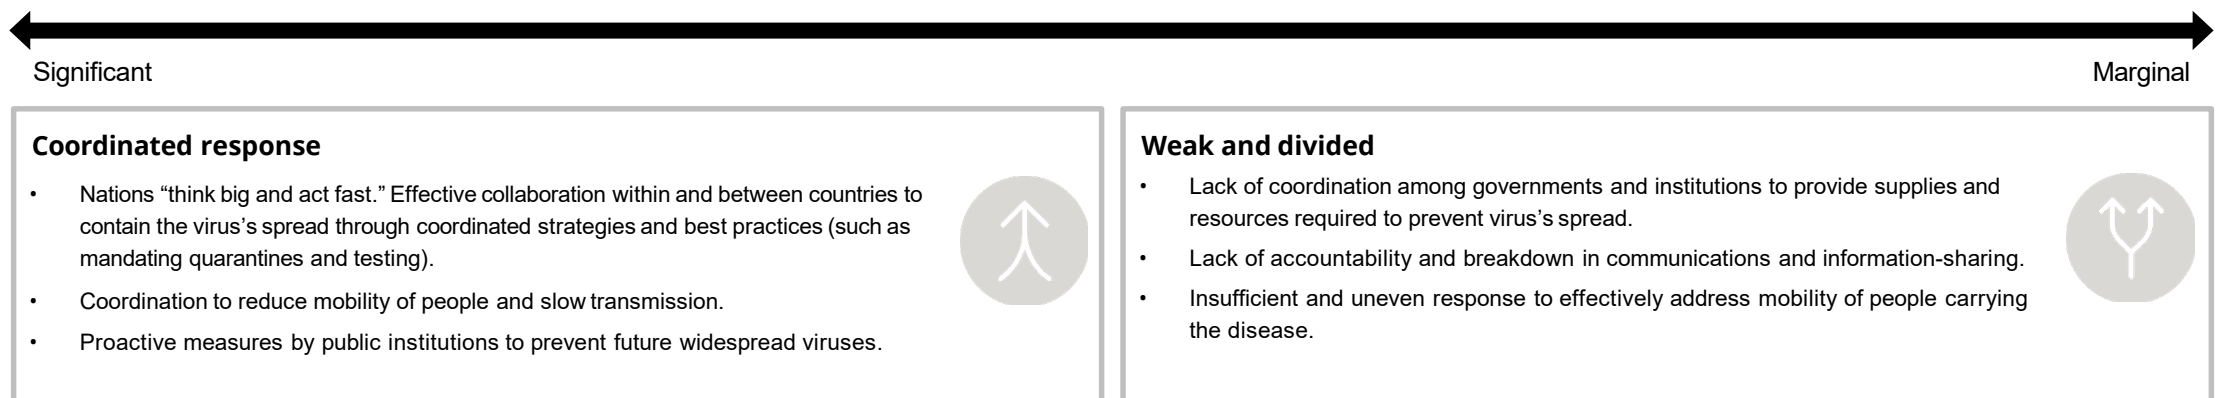 Significant
Marginal
Coordinated response
• Nations “think big and act fast.” Effective collaboration within and between countries to
contain the virus’s spread through coordinated strategies and best practices (such as
mandating quarantines and testing).
• Coordination to reduce mobility of people and slow transmission.
• Proactive measures by public institutions to prevent future widespread viruses.
Weak and divided
• Lack of coordination among governments and institutions to provide supplies and
resources required to prevent virus’s spread.
• Lack of accountability and breakdown in communications and information-sharing.
• Insufficient and uneven response to effectively address mobility of people carrying
the disease.